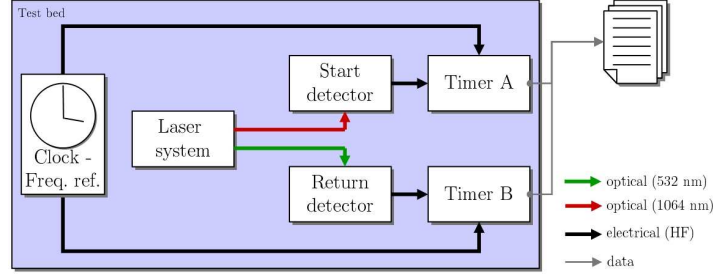 Test bed
Start
detector
Timer A
Laser
system
Clock -
Freq. ref.
Return
detector
Timer B
optical (532 nm)
optical (1064 nm)
electrical (HF)
data